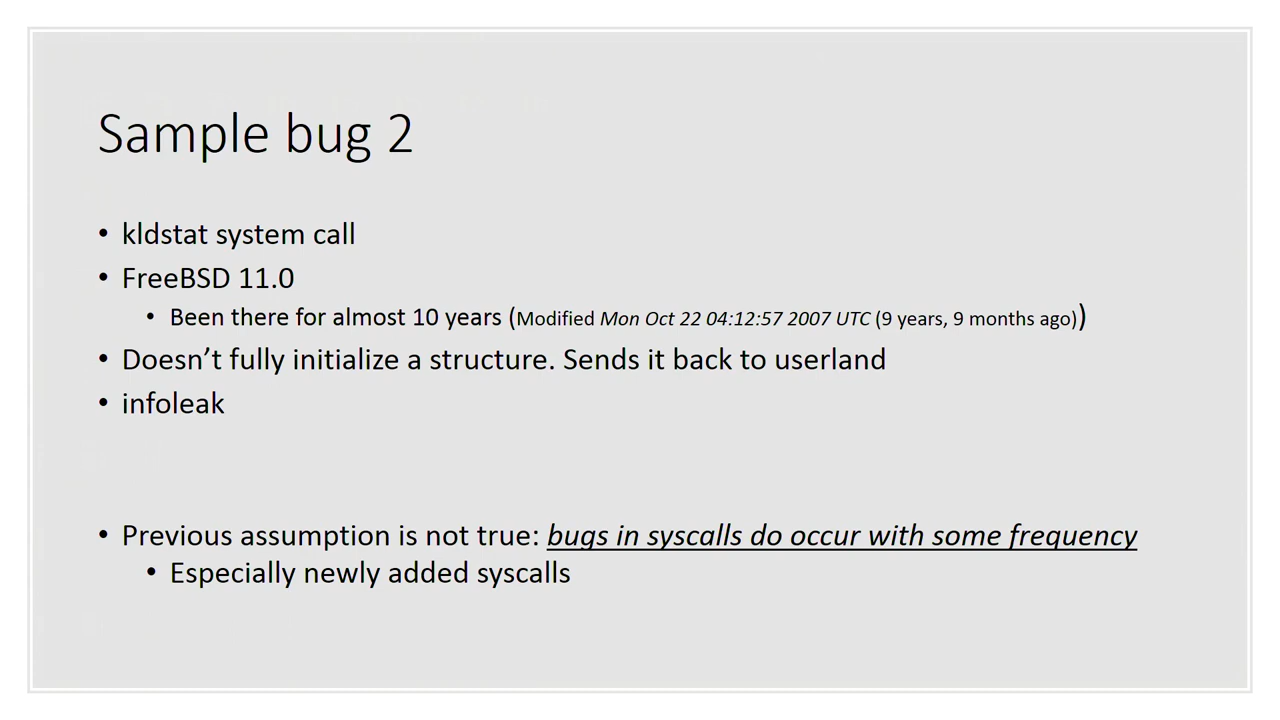 Sample bug 2
• kldstat system call
• FreeBSD 11.0
• Been there for almost 10 years (Modified Mon Oct 22 04:12:57 2007 UTC (9 years, 9 months ago))
• Doesn’t fully initialize a structure. Sends it back to userland
• infoleak
• Previous assumption is not true: bugs in syscalls do occur with some frequency
• Especially newly added syscalls